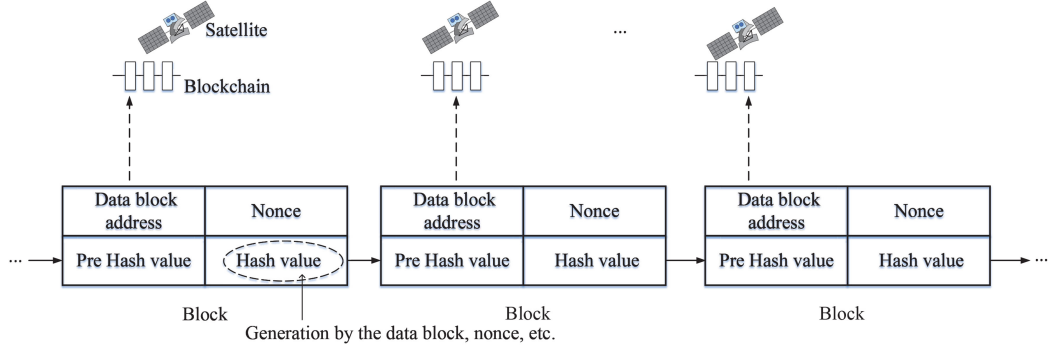 Satellite
...
Blockchain
Data block address
Nonce
Data block address
Nonce
Data block address
Nonce
...
Pre Hash value
Hash value
Pre Hash value
Hash value
Pre Hash value
Hash value
...
Block
Block
Block
Generation by the data block, nonce, etc.